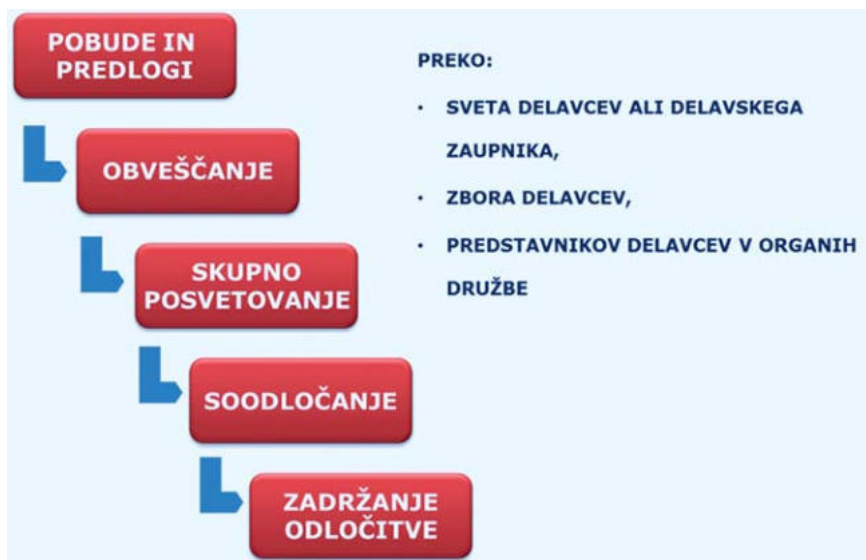 POBUDE IN
PREDLOGI
OBVEŠČANJE
SKUPNO
POSVETOVANJE
SOODLOČANJE
ZADRŽANJE
ODLOČITVE
PREKO:
• SVETA DELAVCEV ALI DELAVSKEGA
ZAUPNIKA,
• ZBORA DELAVCEV,
• PREDSTAVNIKOV DELAVCEV V ORGANIH
DRUŽBE